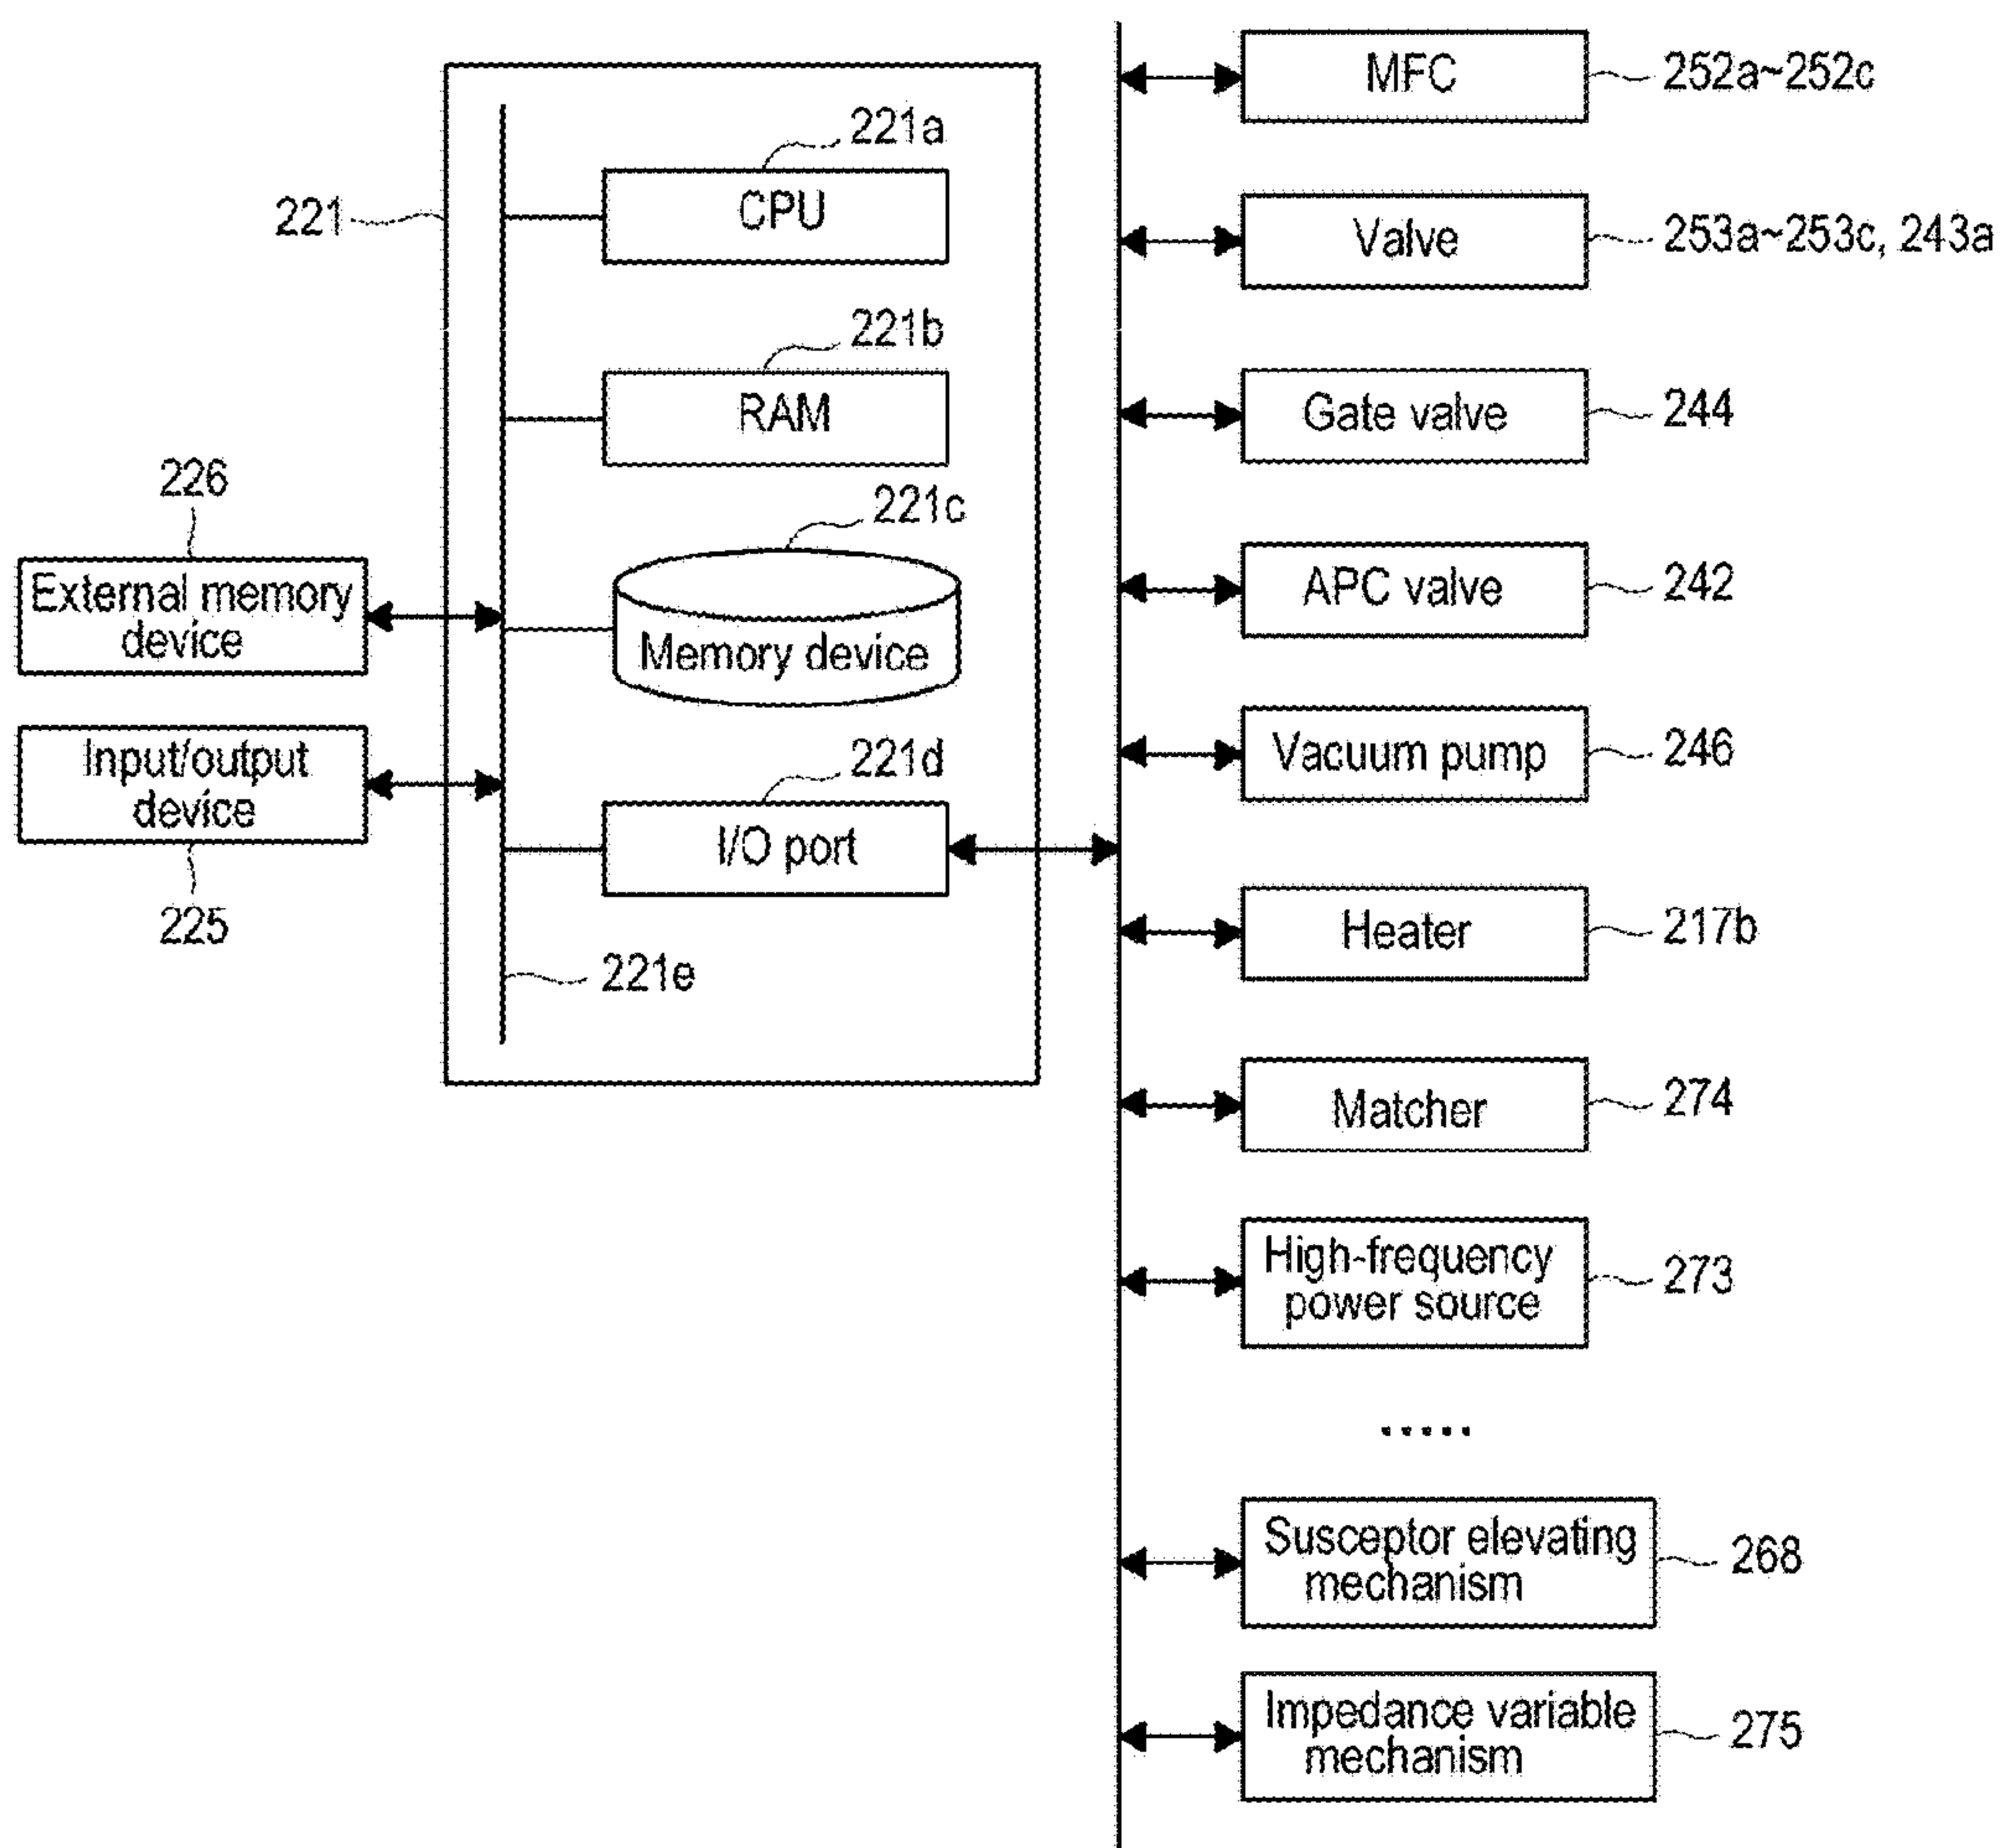 221
221a
CPU
221b
RAM
221c
Memory device
221d
I/O port
221e
226
External memory
device
Input/output
device
225
MFC
252a~252c
Valve
253a~253c, 243a
Gate valve
244
APC valve
242
Vacuum pump
246
Heater
217b
Matcher
274
High-frequency
power source
273
.....
Susceptor elevating
mechanism
268
Impedance variable
mechanism
275